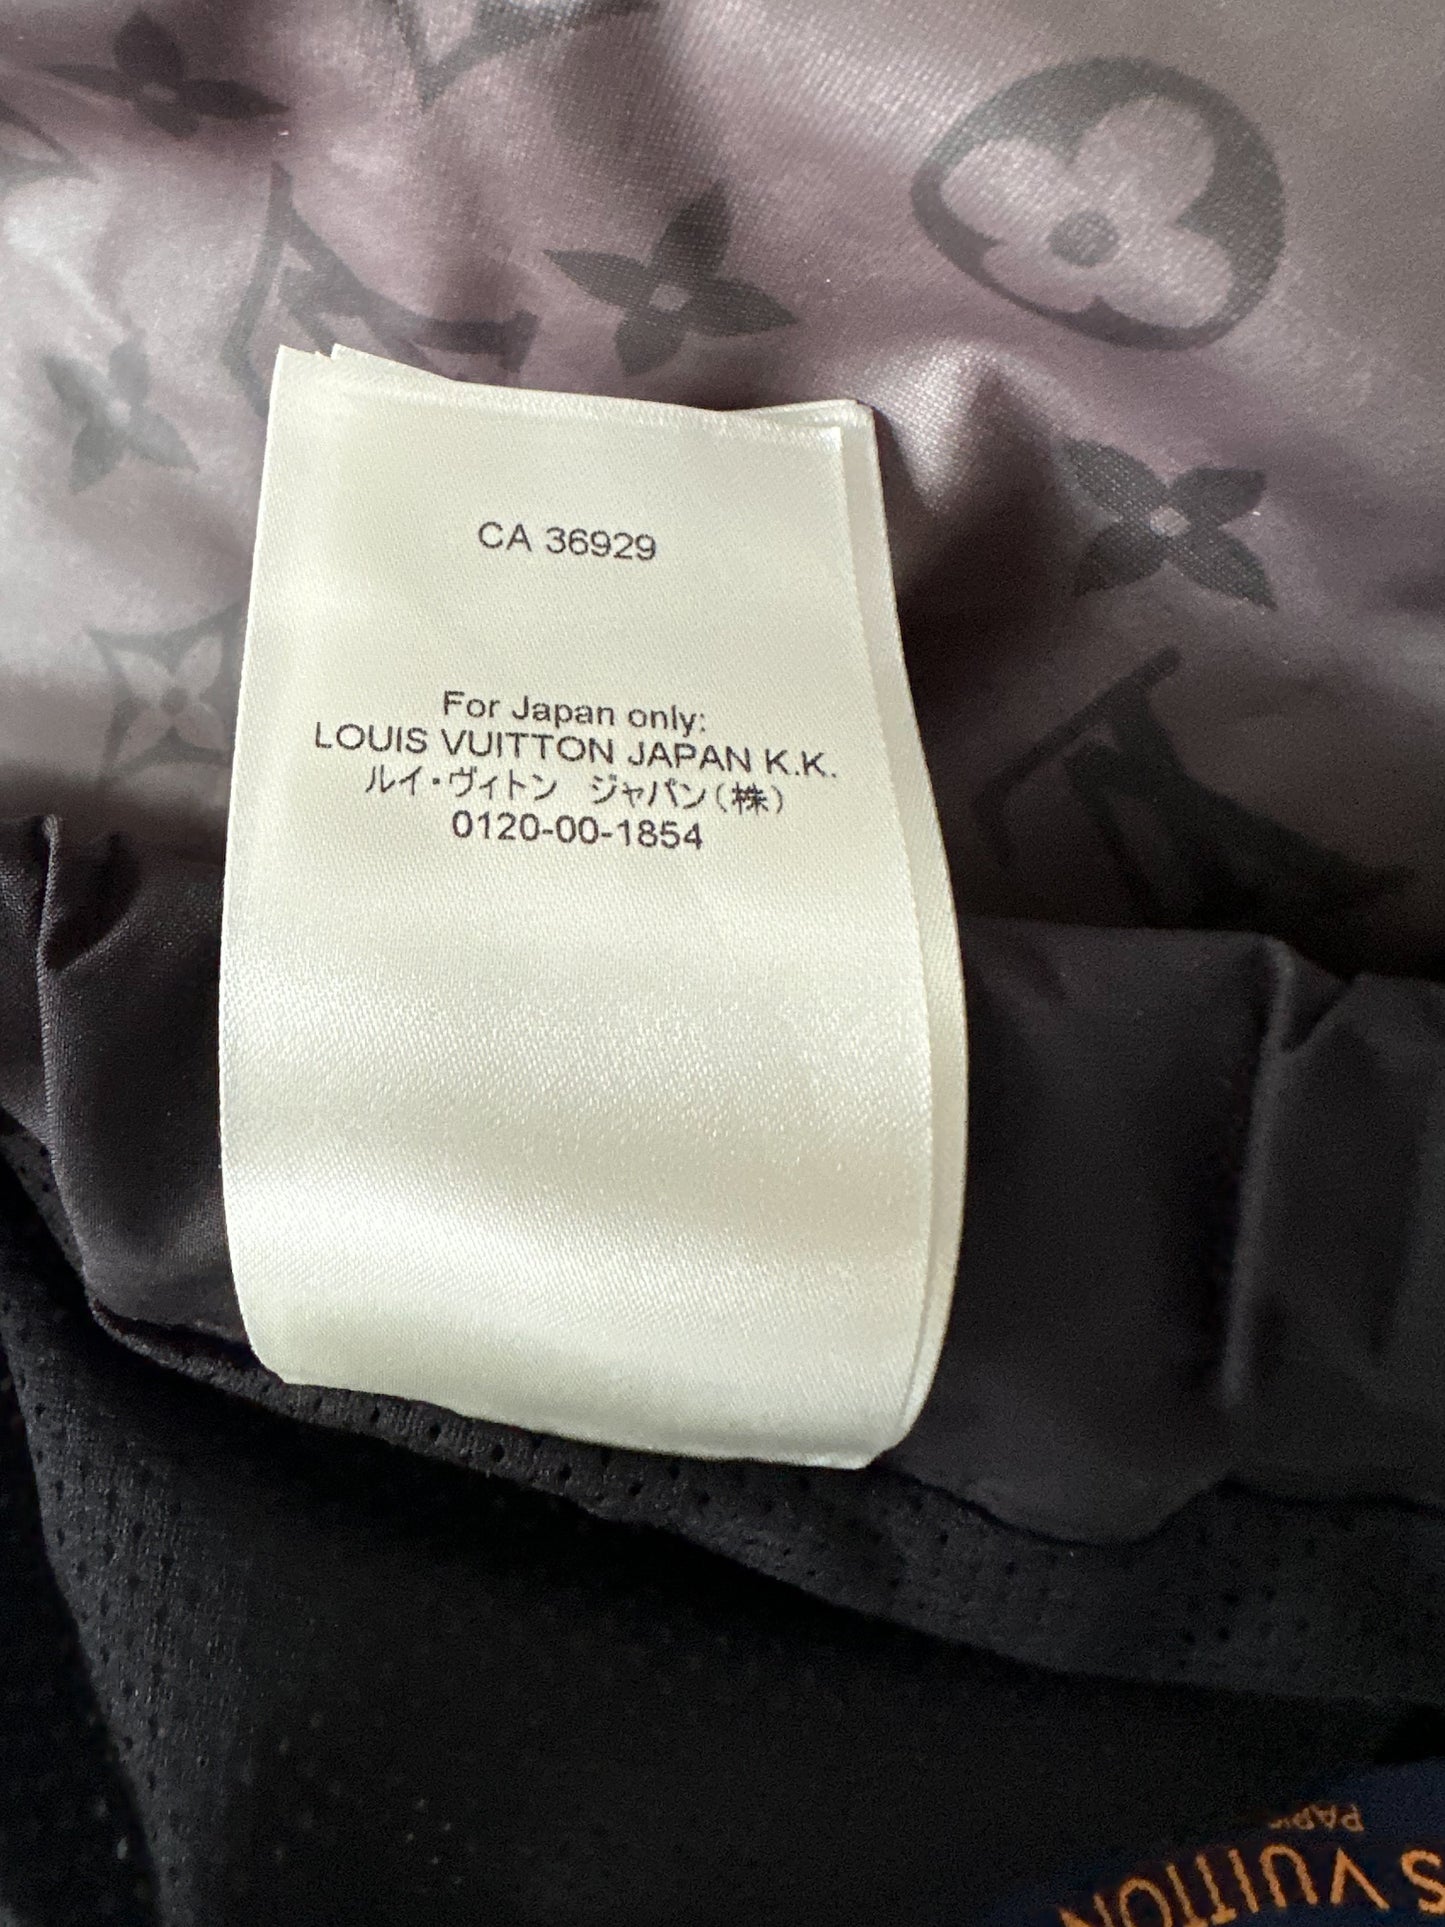 CA 36929
For Japan only:
LOUIS VUITTON JAPAN K.K.
ルイ・ヴィトン　ジャパン(株)
0120-00-1854
VUITTON